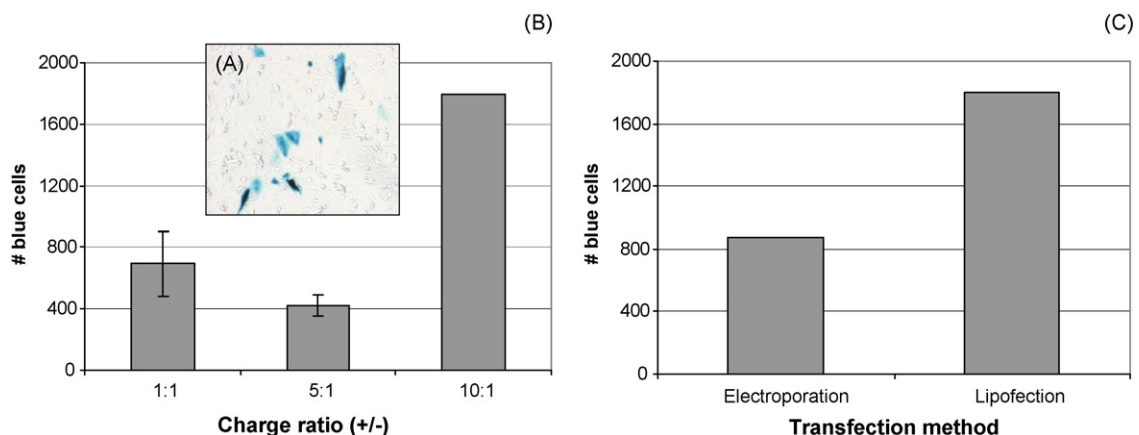 (B)
(A)
2000
1600
1200
800
400
0
# blue cells
1:1 5:1 10:1
Charge ratio (+/-)
(C)
2000
1600
1200
800
400
0
# blue cells
Electroporation Lipofection
Transfection method